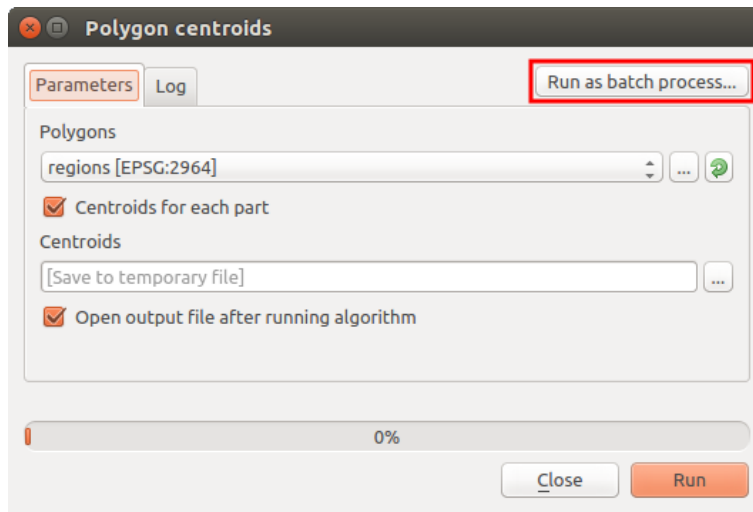 Polygon centroids
Parameters
Log
Run as batch process...
Polygons
regions [EPSG:2964]
...
Centroids for each part
Centroids
[Save to temporary file]
...
Open output file after running algorithm
0%
Close
Run